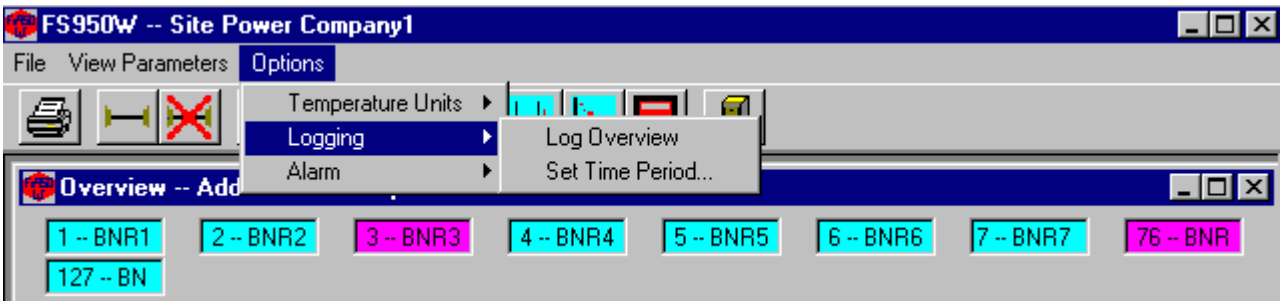 FS950W -- Site Power Company1
File View Parameters Options
Temperature Units
Logging
Alarm
Log Overview
Set Time Period...
Overview -- Add
1 -- BNR1 2 -- BNR2 3 -- BNR3 4 -- BNR4 5 -- BNR5 6 -- BNR6 7 -- BNR7 76 -- BNR
127 -- BN